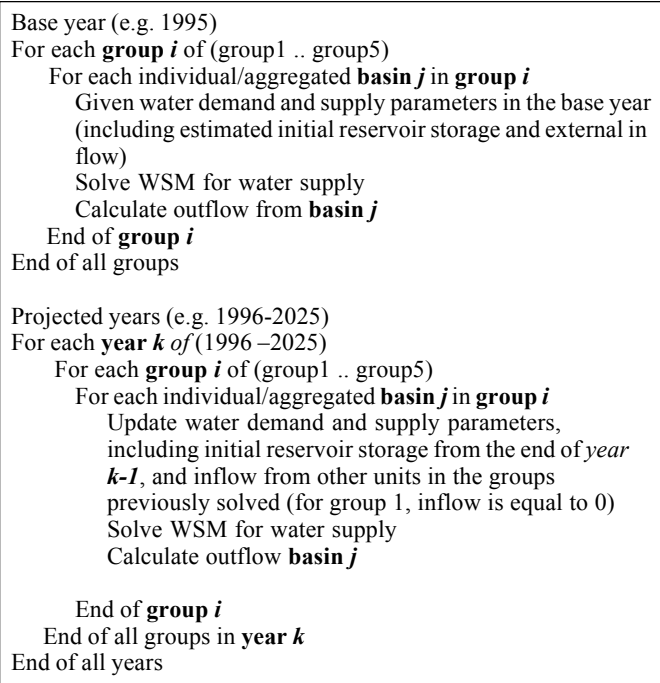 Base year (e.g. 1995)
For each group i of (group1 .. group5)
For each individual/aggregated basin j in group i
Given water demand and supply parameters in the base year
(including estimated initial reservoir storage and external in
flow)
Solve WSM for water supply
Calculate outflow from basin j
End of group i
End of all groups
Projected years (e.g. 1996-2025)
For each year k of (1996 –2025)
For each group i of (group1 .. group5)
For each individual/aggregated basin j in group i
Update water demand and supply parameters,
including initial reservoir storage from the end of year
k-1, and inflow from other units in the groups
previously solved (for group 1, inflow is equal to 0)
Solve WSM for water supply
Calculate outflow basin j
End of group i
End of all groups in year k
End of all years